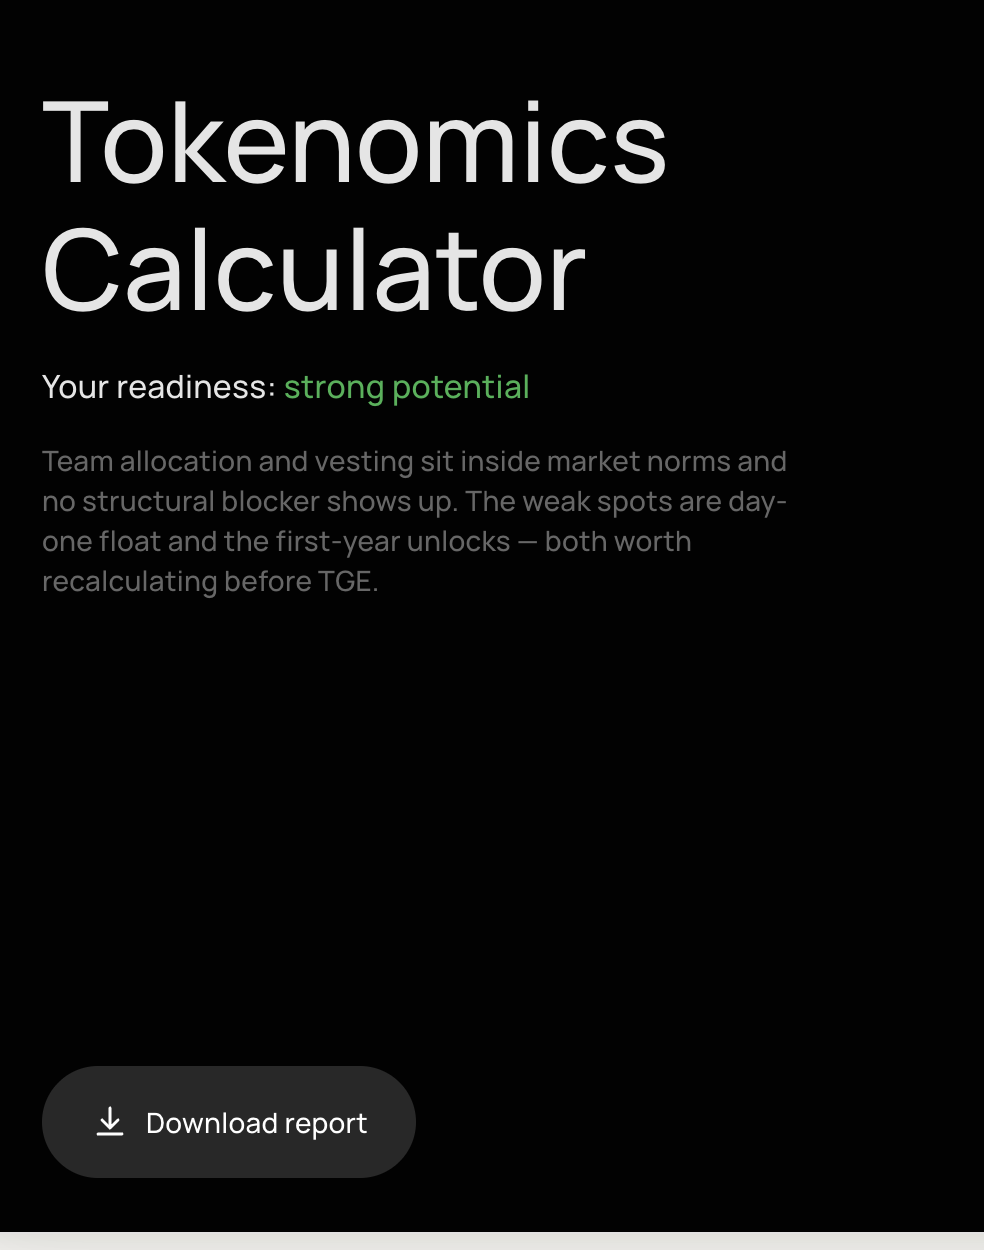 Tokenomics
Calculator
Your readiness: strong potential
Team allocation and vesting sit inside market norms and
no structural blocker shows up. The weak spots are day-
one float and the first-year unlocks — both worth
recalculating before TGE.
Download report